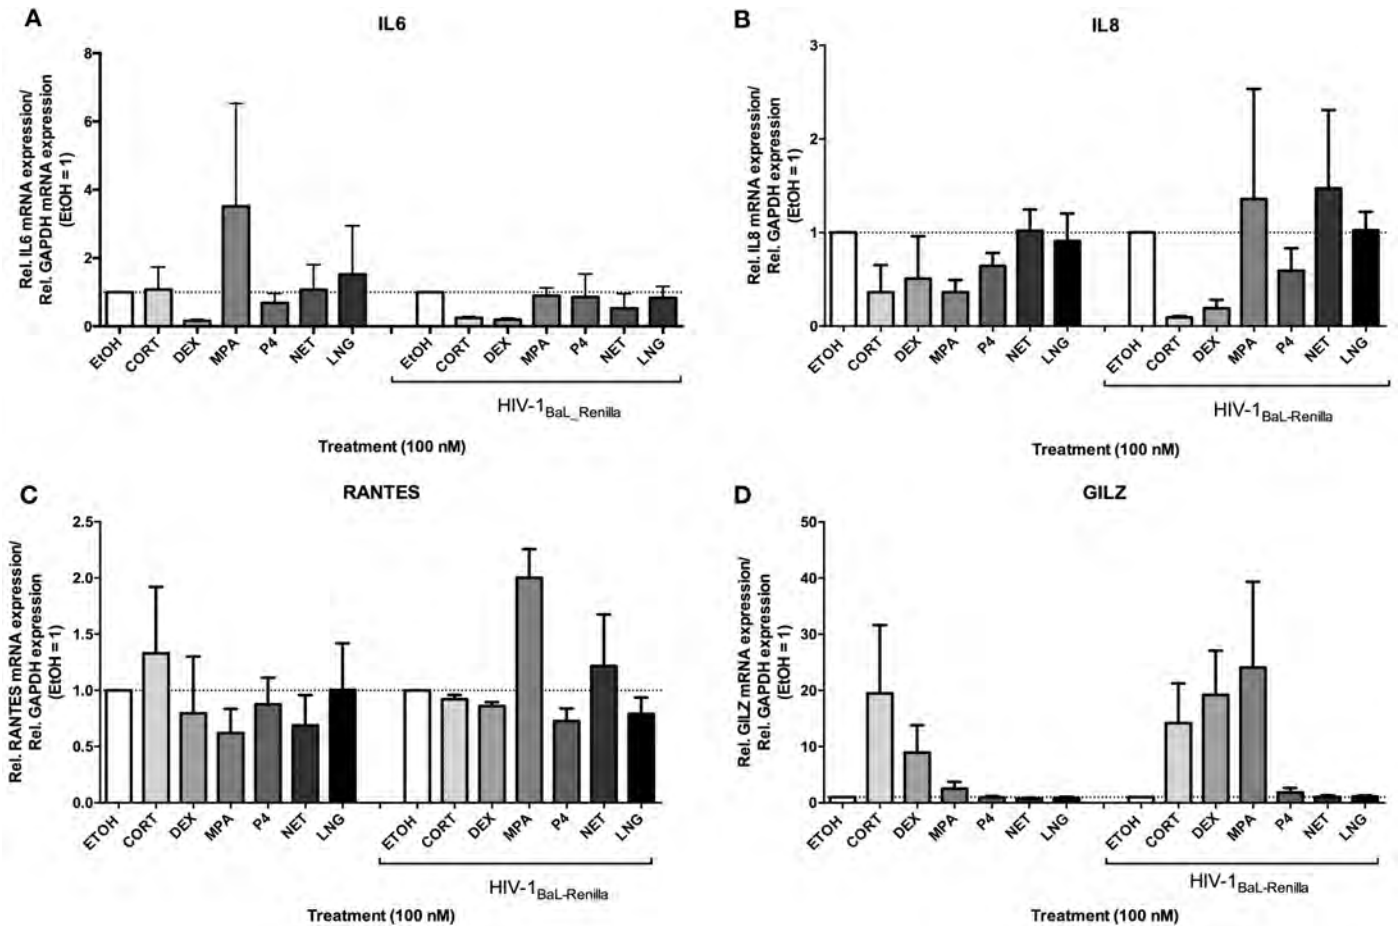 A
IL6
Rel. IL6 mRNA expression/
Rel. GAPDH mRNA expression
(EtOH = 1)
8
6
4
2
0
EtOH CORT DEX MPA P4 NET LNG EtOH CORT DEX MPA P4 NET LNG
HIV-1BaL_Renilla
Treatment (100 nM)
B
IL8
Rel. IL8 mRNA expression/
Rel. GAPDH expression
(EtOH = 1)
3
2
1
0
ETOH CORT DEX MPA P4 NET LNG ETOH CORT DEX MPA P4 NET LNG
HIV-1BaL-Renilla
Treatment (100 nM)
C
RANTES
Rel. RANTES mRNA expression/
Rel. GAPDH expression
(EtOH = 1)
2.5
2.0
1.5
1.0
0.5
0.0
ETOH CORT DEX MPA P4 NET LNG ETOH CORT DEX MPA P4 NET LNG
HIV-1BaL-Renilla
Treatment (100 nM)
D
GILZ
Rel. GILZ mRNA expression/
Rel. GAPDH expression
(EtOH = 1)
50
40
30
20
10
0
ETOH CORT DEX MPA P4 NET LNG ETOH CORT DEX MPA P4 NET LNG
HIV-1BaL-Renilla
Treatment (100 nM)